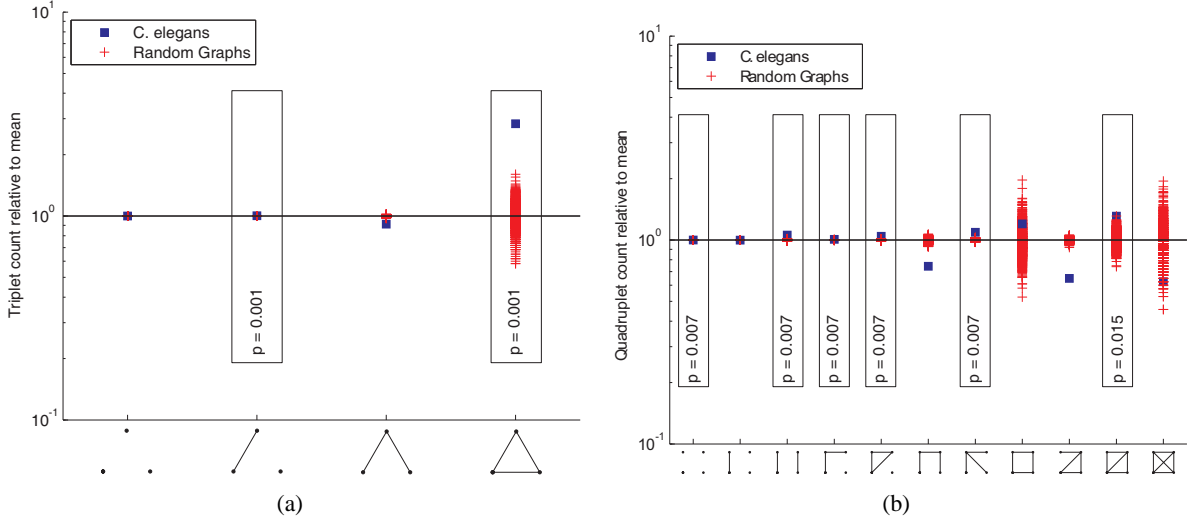 10^1
C. elegans
Random Graphs
Triplet count relative to mean
10^0
p = 0.001
p = 0.001
10^-1
(a)
10^1
C. elegans
Random Graphs
Quadruplet count relative to mean
10^0
p = 0.007
p = 0.007
p = 0.007
p = 0.007
p = 0.007
p = 0.015
10^-1
(b)